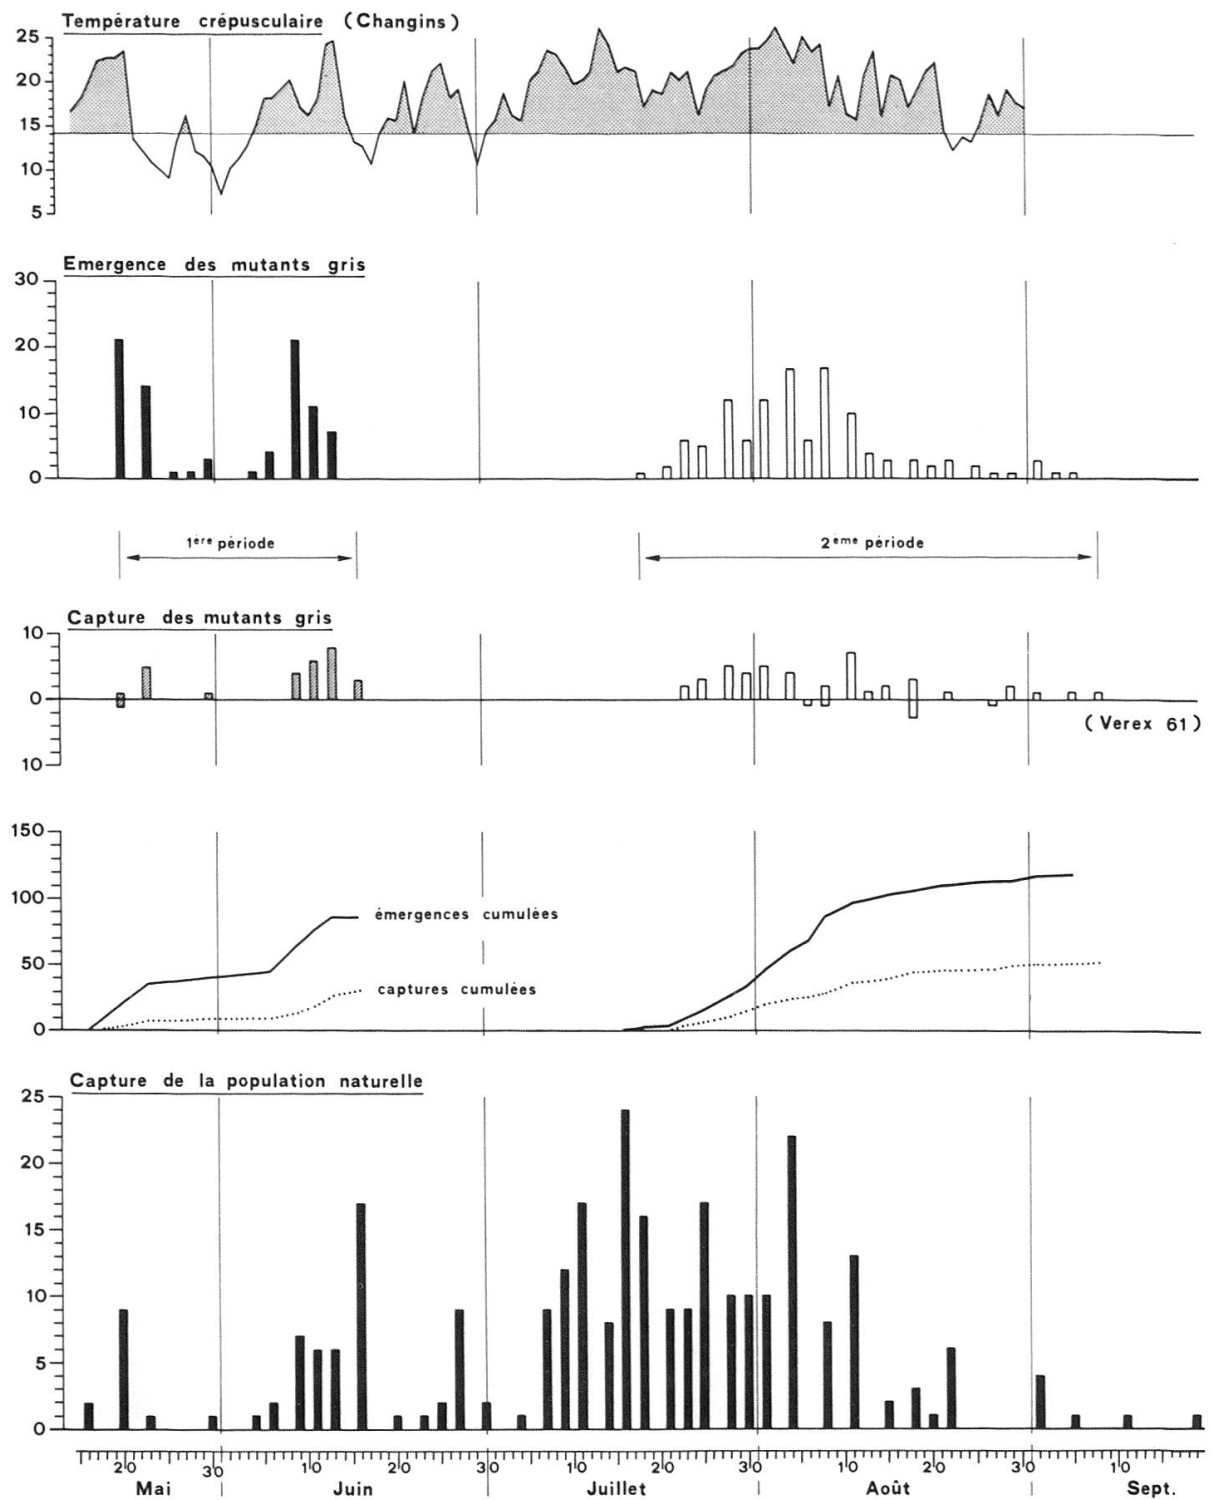 Température crépusculaire (Changins)
25
20
15
10
5
Emergence des mutants gris
30
20
10
0
1ère période
2ème période
Capture des mutants gris
10
0
10
(Verex 61)
150
100
50
0
émergences cumulées
captures cumulées
Capture de la population naturelle
25
20
15
10
5
0
20 30 10 20 30 10 20 30 10 20 30 10
Mai Juin Juillet Août Sept.